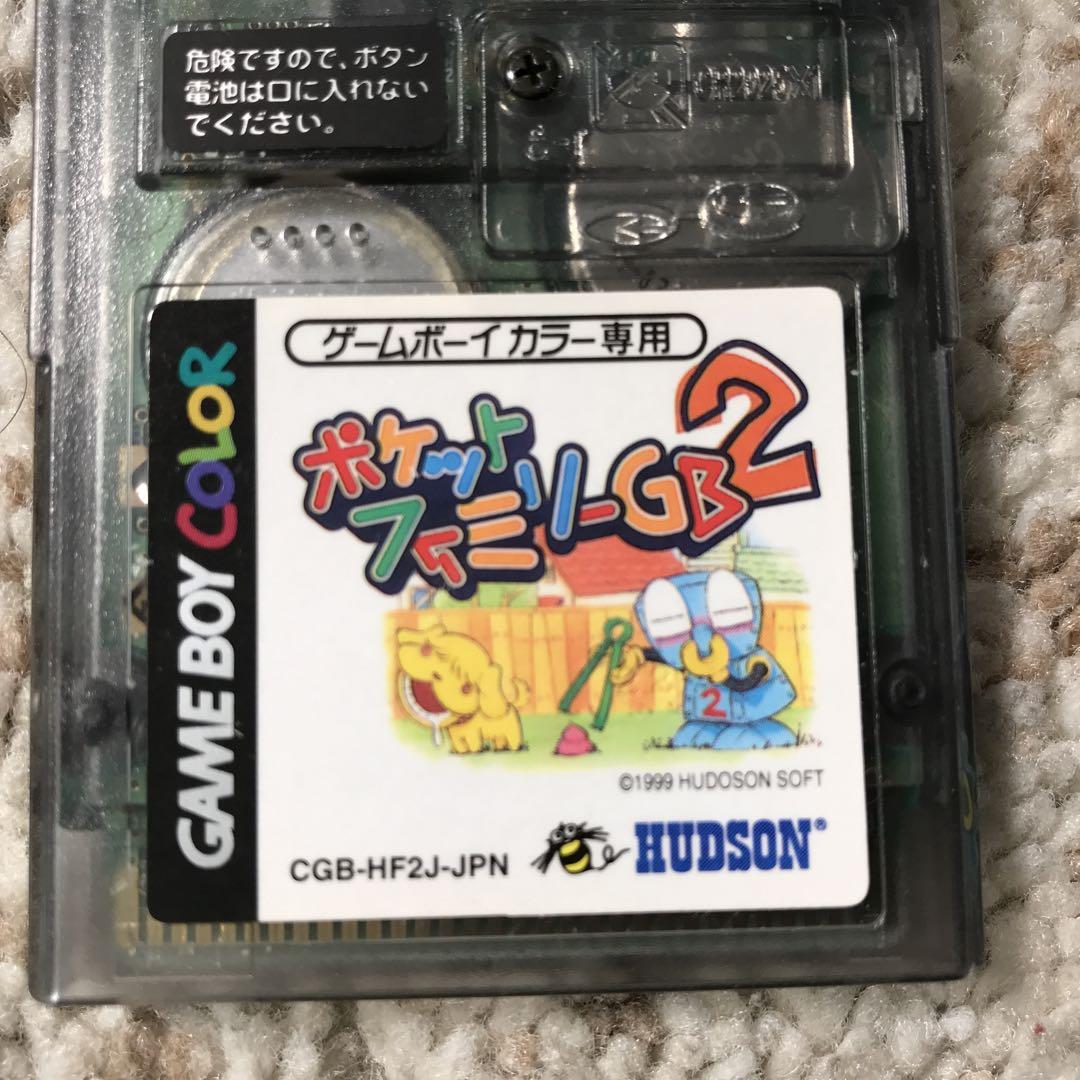 危険ですので、ボタン
電池は口に入れない
でください。
GAME BOY COLOR
ゲームボーイカラー専用
ポケット
ファミリーGB2
2
©1999 HUDOSON SOFT
CGB-HF2J-JPN
HUDSON®